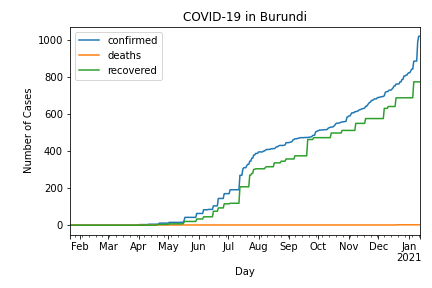 COVID-19 in Burundi
confirmed
deaths
recovered
1000
800
600
400
200
0
Number of Cases
Feb Mar Apr May Jun Jul Aug Sep Oct Nov Dec Jan
2021
Day